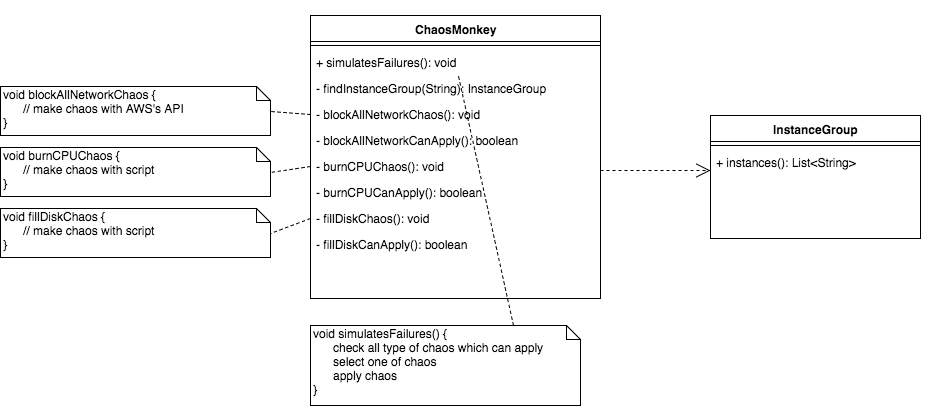 ChaosMonkey
+ simulatesFailures(): void
- findInstanceGroup(String): InstanceGroup
- blockAllNetworkChaos(): void
- blockAllNetworkCanApply(): boolean
- burnCPUChaos(): void
- burnCPUCanApply(): boolean
- fillDiskChaos(): void
- fillDiskCanApply(): boolean
void blockAllNetworkChaos {
// make chaos with AWS's API
}
void burnCPUChaos {
// make chaos with script
}
void fillDiskChaos {
// make chaos with script
}
InstanceGroup
+ instances(): List<String>
void simulatesFailures() {
check all type of chaos which can apply
select one of chaos
apply chaos
}